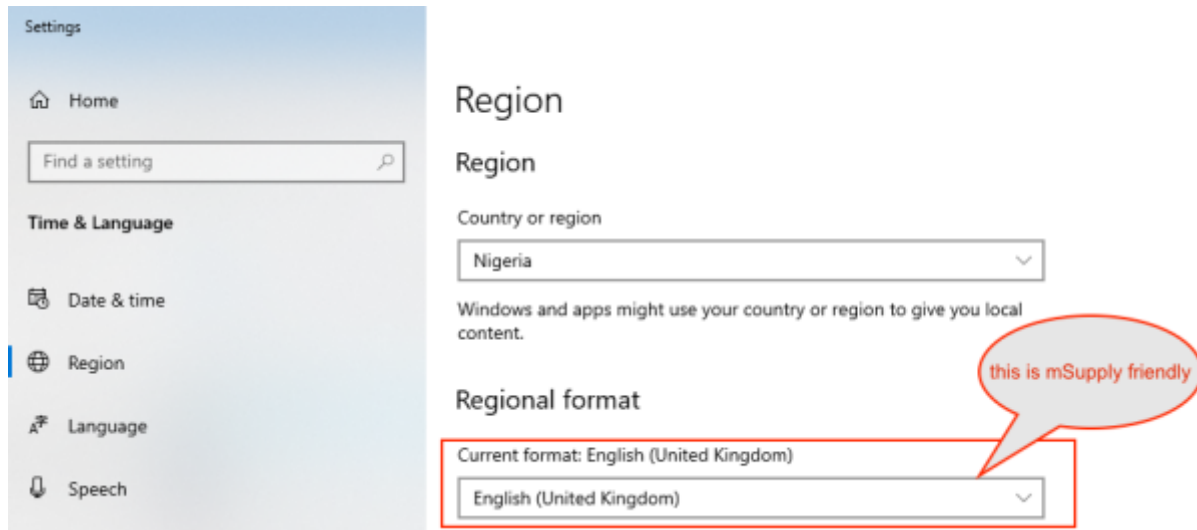 Settings
Home
Find a setting
Time & Language
Date & time
Region
Language
Speech
Region
Region
Country or region
Nigeria
Windows and apps might use your country or region to give you local
content.
this is mSupply friendly
Regional format
Current format: English (United Kingdom)
English (United Kingdom)